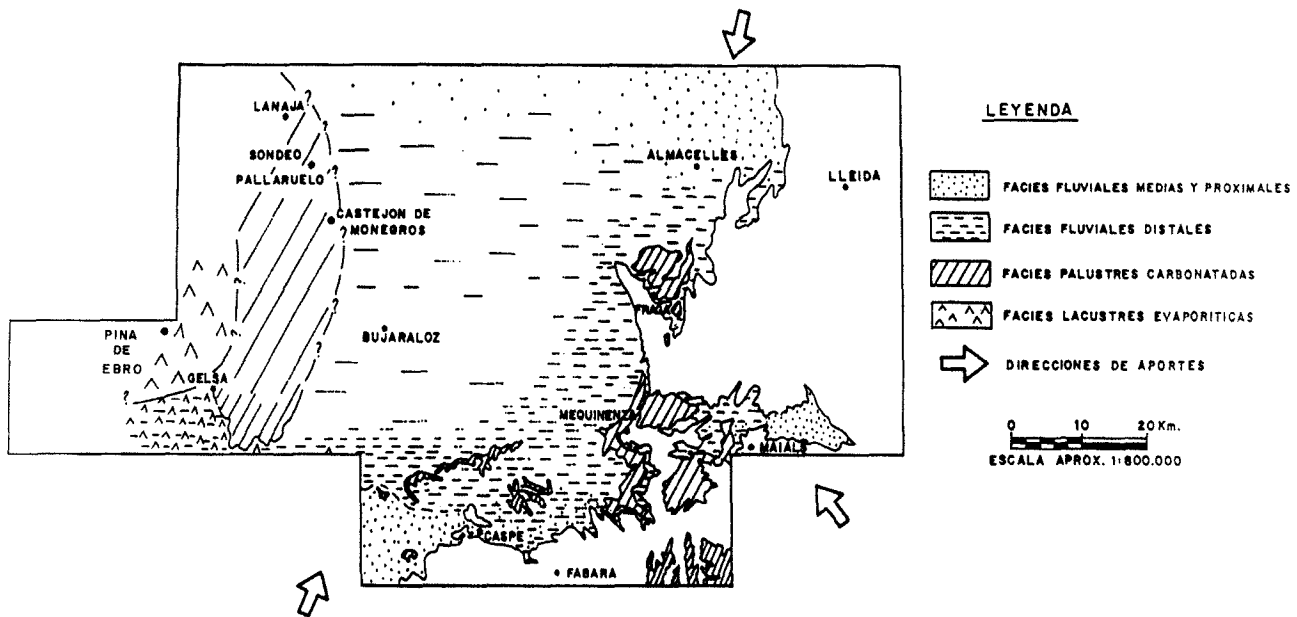 LANAJA
SONDEO
PALLARUELO
CASTEJON DE
MONEGROS
ALMACELLES
LLEIDA
FRAGA
PINA
DE
EBRO
GELSA
BUJARALOZ
MEQUINENZA
MAIALS
CASPE
FABARA
?
?
?
?
?
?
?
?
LEYENDA
FACIES FLUVIALES MEDIAS Y PROXIMALES
FACIES FLUVIALES DISTALES
FACIES PALUSTRES CARBONATADAS
FACIES LACUSTRES EVAPORITICAS
DIRECCIONES DE APORTES
0 10 20 Km.
ESCALA APROX. 1:800.000